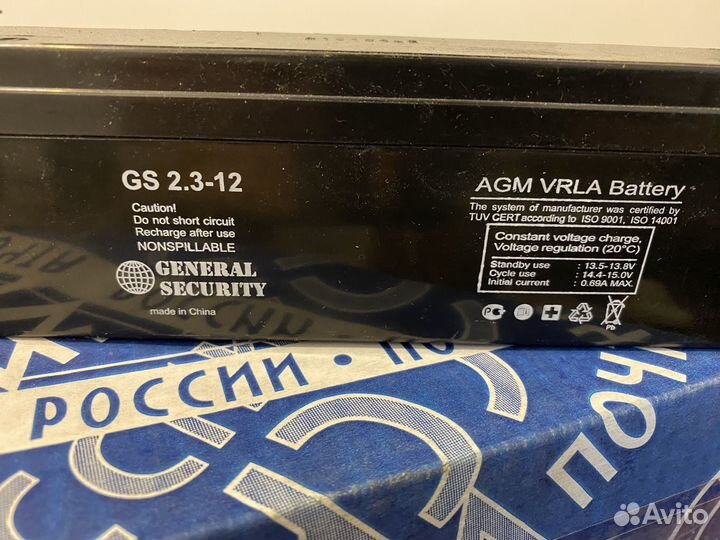 GS 2.3-12
Caution!
Do not short circuit
Recharge after use
NONSPILLABLE
GENERAL
SECURITY
made in China
AGM VRLA Battery
The system of manufacturer was certified by
TUV CERT according to ISO 9001, ISO 14001
Constant voltage charge,
Voltage regulation (20°C)
Standby use : 13.5-13.8V
Cycle use : 14.4-15.0V
Initial current : 0.69A MAX.
Pb
РОССИИ • ПО
ПОЧ
Avito